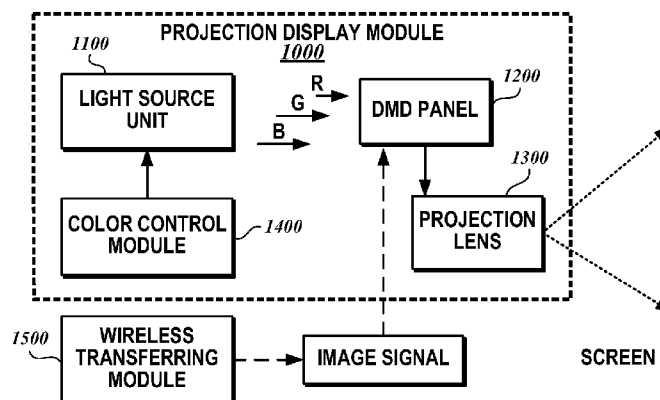 PROJECTION DISPLAY MODULE
1000
1100
LIGHT SOURCE
UNIT
R
G
B
1200
DMD PANEL
1300
PROJECTION
LENS
COLOR CONTROL
MODULE
1400
1500
WIRELESS
TRANSFERRING
MODULE
IMAGE SIGNAL
SCREEN